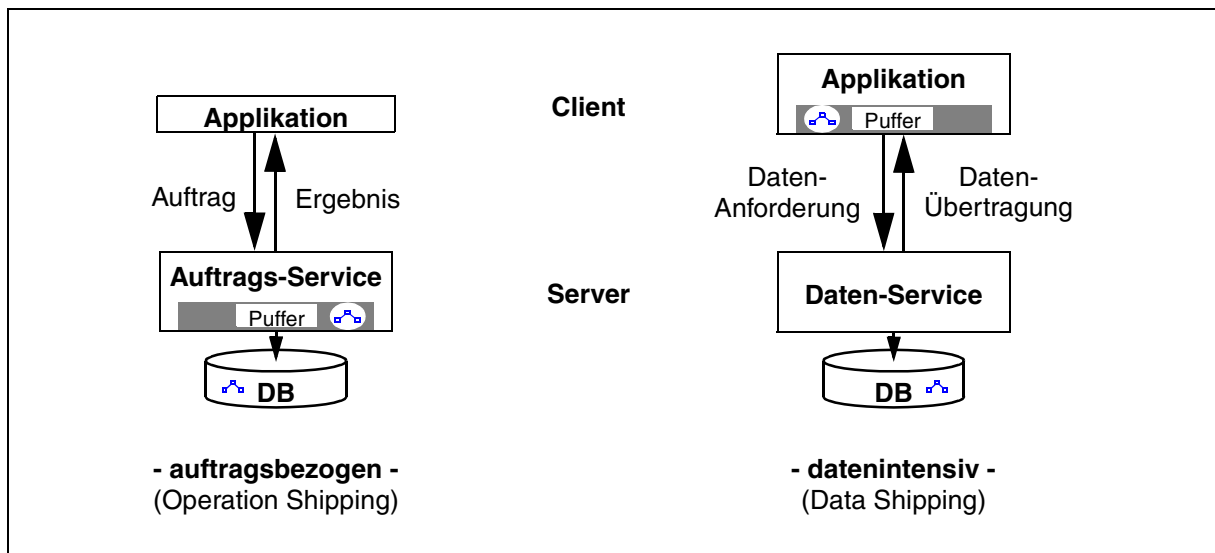 Client
Applikation
Puffer
Applikation
Auftrag
Ergebnis
Daten-
Anforderung
Daten-
Übertragung
Auftrags-Service
Puffer
Server
Daten-Service
DB
DB
- auftragsbezogen -
(Operation Shipping)
- datenintensiv -
(Data Shipping)